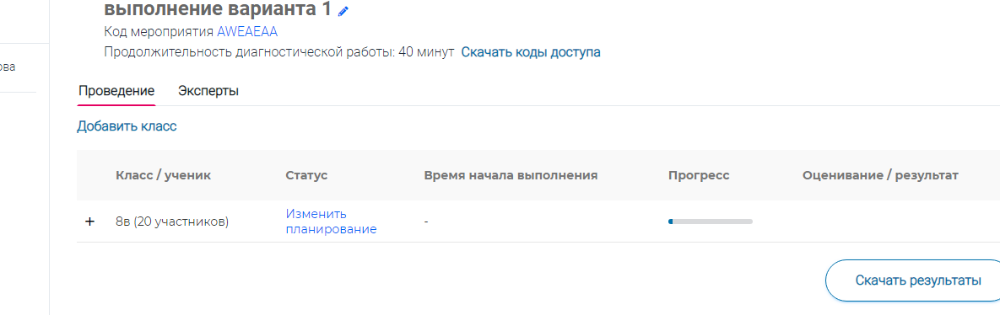 выполнение варианта 1
Код мероприятия AWEAEAA
Продолжительность диагностической работы: 40 минут Скачать коды доступа
ова
Проведение Эксперты
Добавить класс
Класс / ученик Статус Время начала выполнения Прогресс Оценивание / результат
+ 8в (20 участников) Изменить планирование -
Скачать результаты